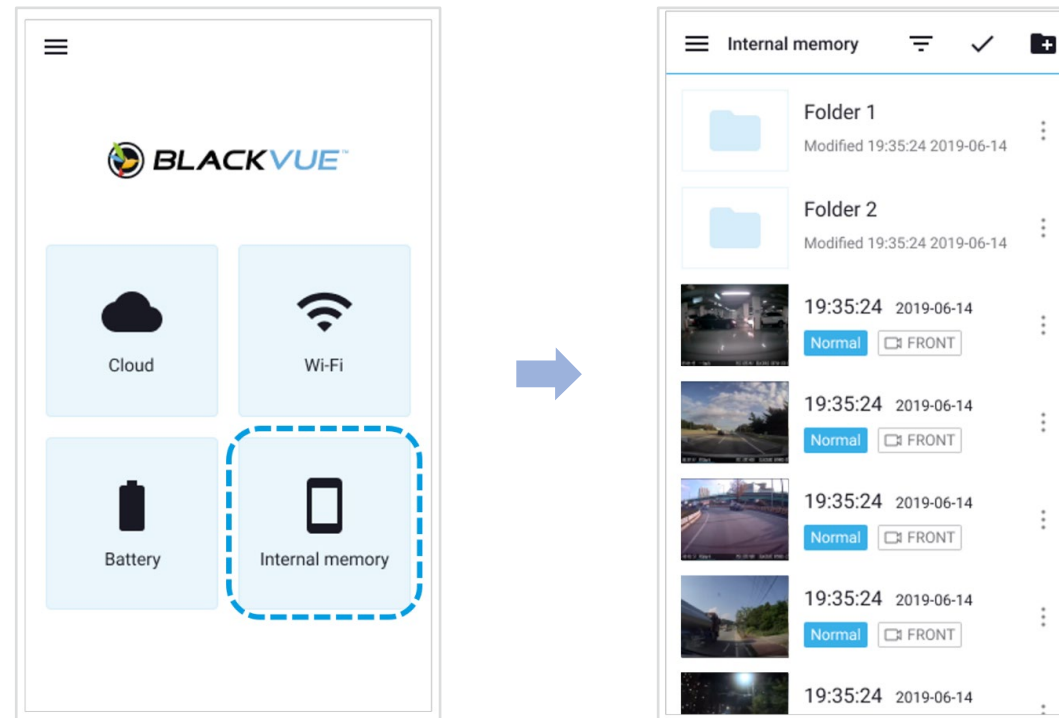 BLACKVUE™
Cloud
Wi-Fi
Battery
Internal memory
Internal memory
Folder 1
Modified 19:35:24 2019-06-14
Folder 2
Modified 19:35:24 2019-06-14
19:35:24 2019-06-14
Normal FRONT
19:35:24 2019-06-14
Normal FRONT
19:35:24 2019-06-14
Normal FRONT
19:35:24 2019-06-14
Normal FRONT
19:35:24 2019-06-14